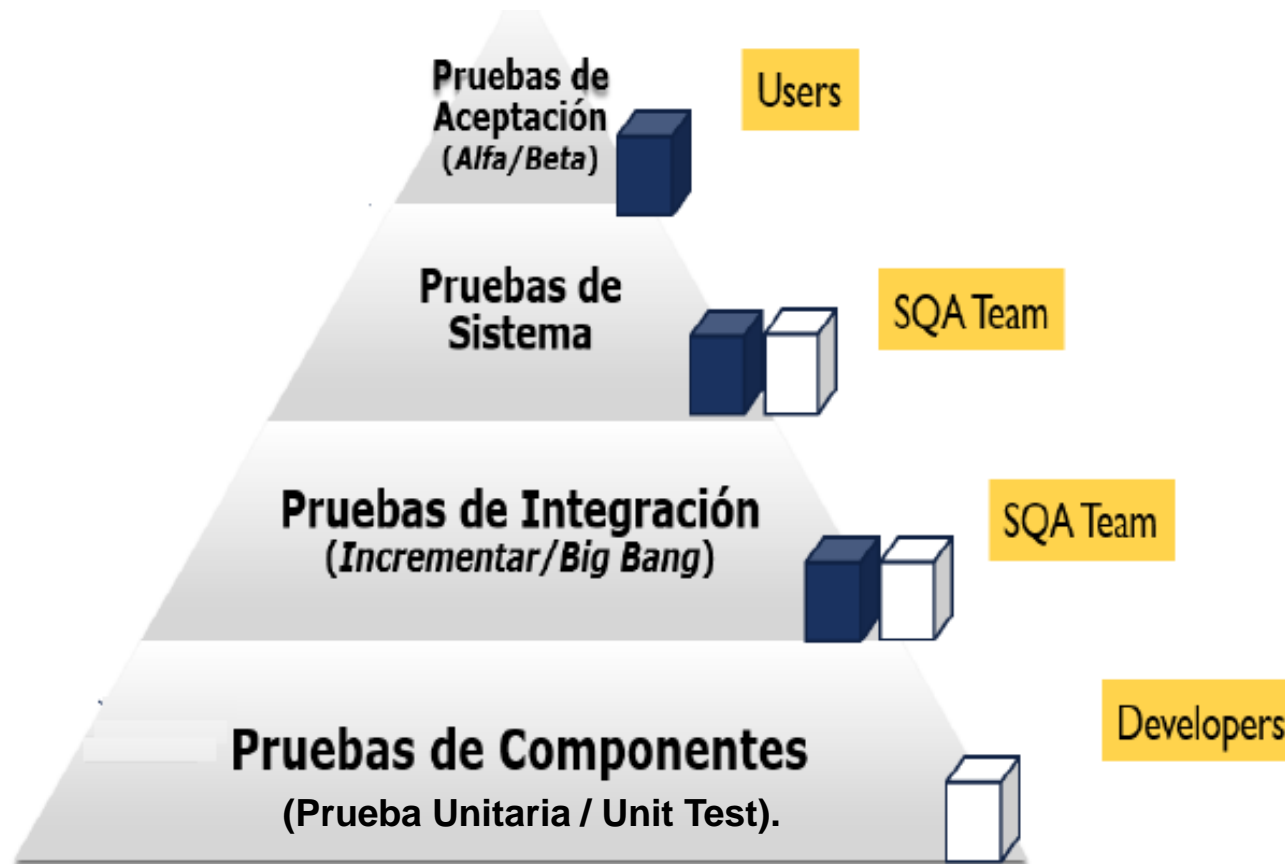 Pruebas de
Aceptación
(Alfa/Beta)
Users
Pruebas de
Sistema
SQA Team
Pruebas de Integración
(Incrementar/Big Bang)
SQA Team
Pruebas de Componentes
(Prueba Unitaria / Unit Test).
Developers